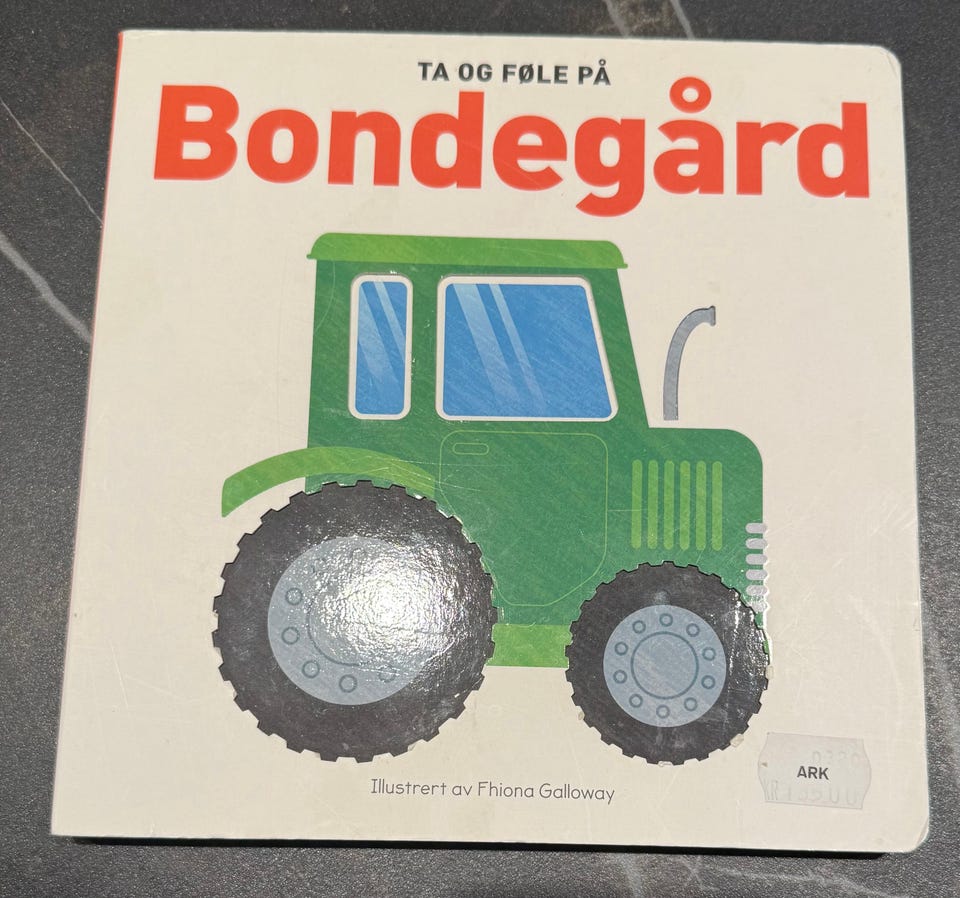 TA OG FØLE PÅ
Bondegård
Illustrert av Fhiona Galloway
ARK